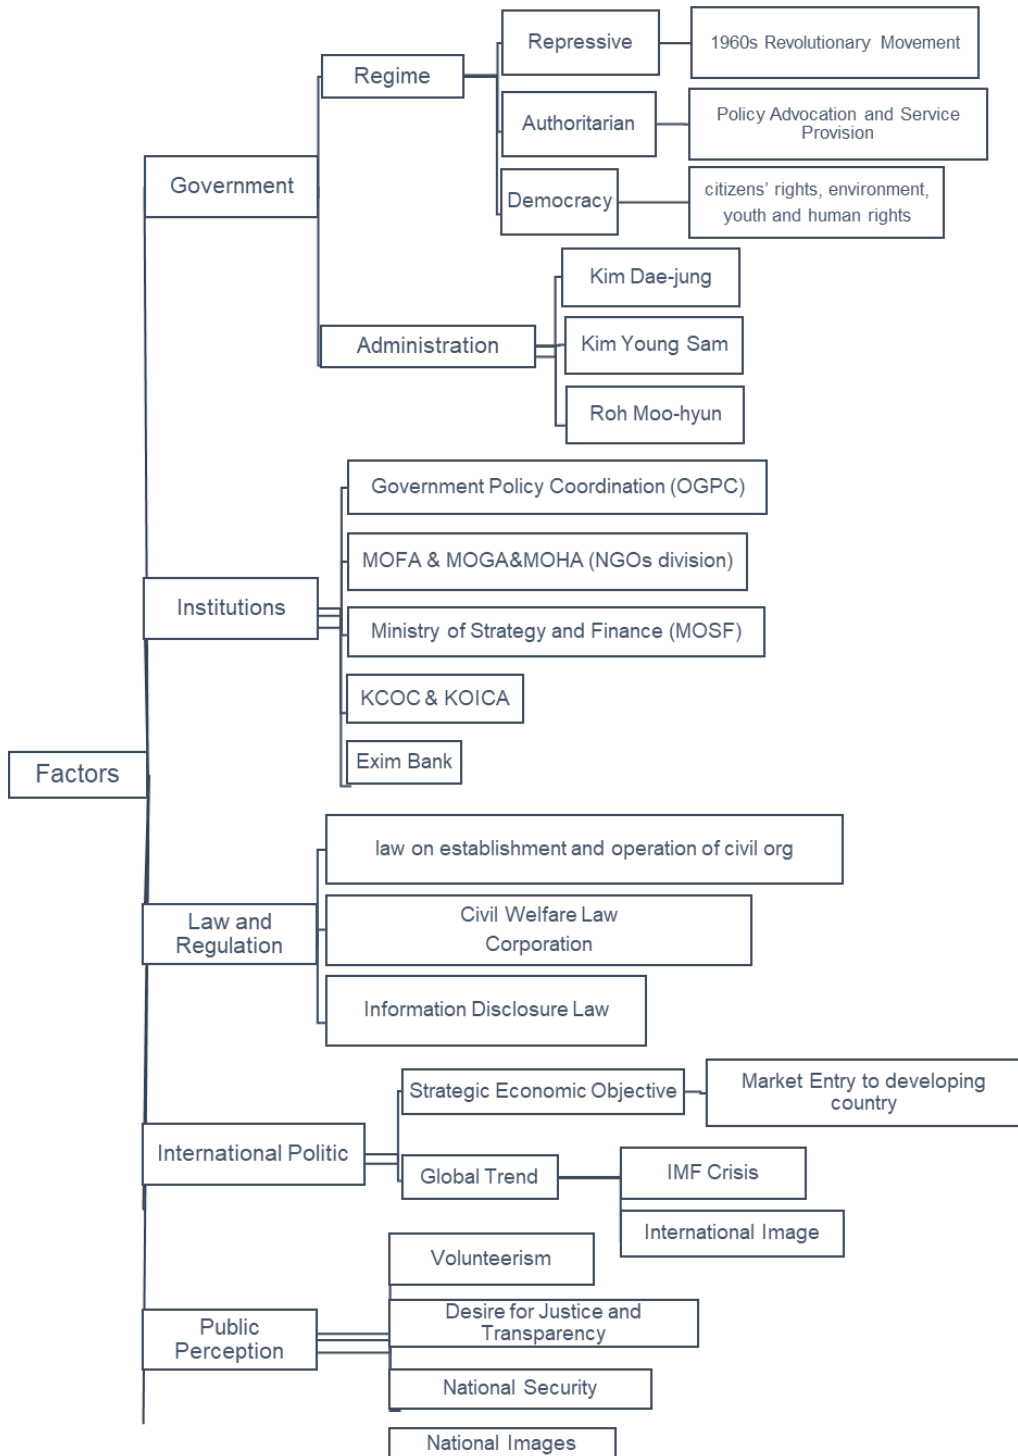 Factors
Government
Regime
Repressive
1960s Revolutionary Movement
Authoritarian
Policy Advocation and Service
Provision
Democracy
citizens' rights, environment,
youth and human rights
Administration
Kim Dae-jung
Kim Young Sam
Roh Moo-hyun
Institutions
Government Policy Coordination (OGPC)
MOFA & MOGA&MOHA (NGOs division)
Ministry of Strategy and Finance (MOSF)
KCOC & KOICA
Exim Bank
Law and
Regulation
law on establishment and operation of civil org
Civil Welfare Law
Corporation
Information Disclosure Law
International Politic
Strategic Economic Objective
Market Entry to developing
country
Global Trend
IMF Crisis
International Image
Public
Perception
Volunteerism
Desire for Justice and
Transparency
National Security
National Images